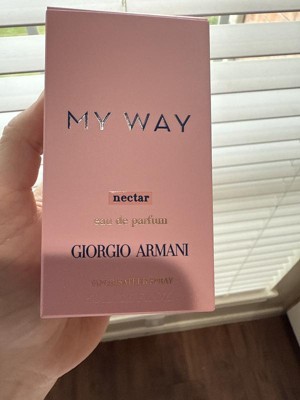 MY WAY
nectar
eau de parfum
GIORGIO ARMANI